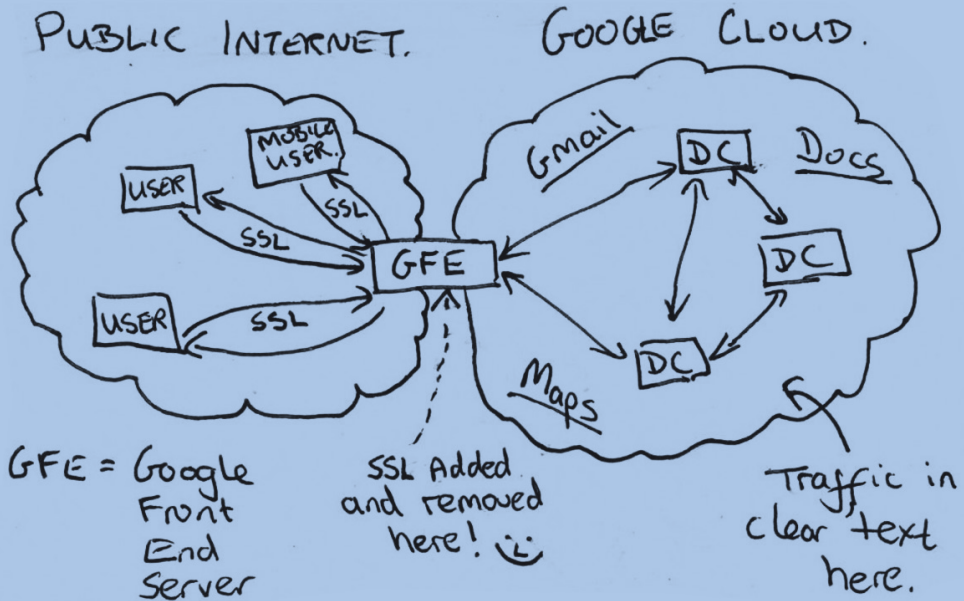 PUBLIC INTERNET.
GOOGLE CLOUD.
MOBILE
USER.
USER
SSL
SSL
GFE
USER
SSL
Gmail
DC
Docs
DC
DC
Maps
GFE = Google
Front
End
Server
SSL Added
and removed
here!
Traffic in
clear text
here.